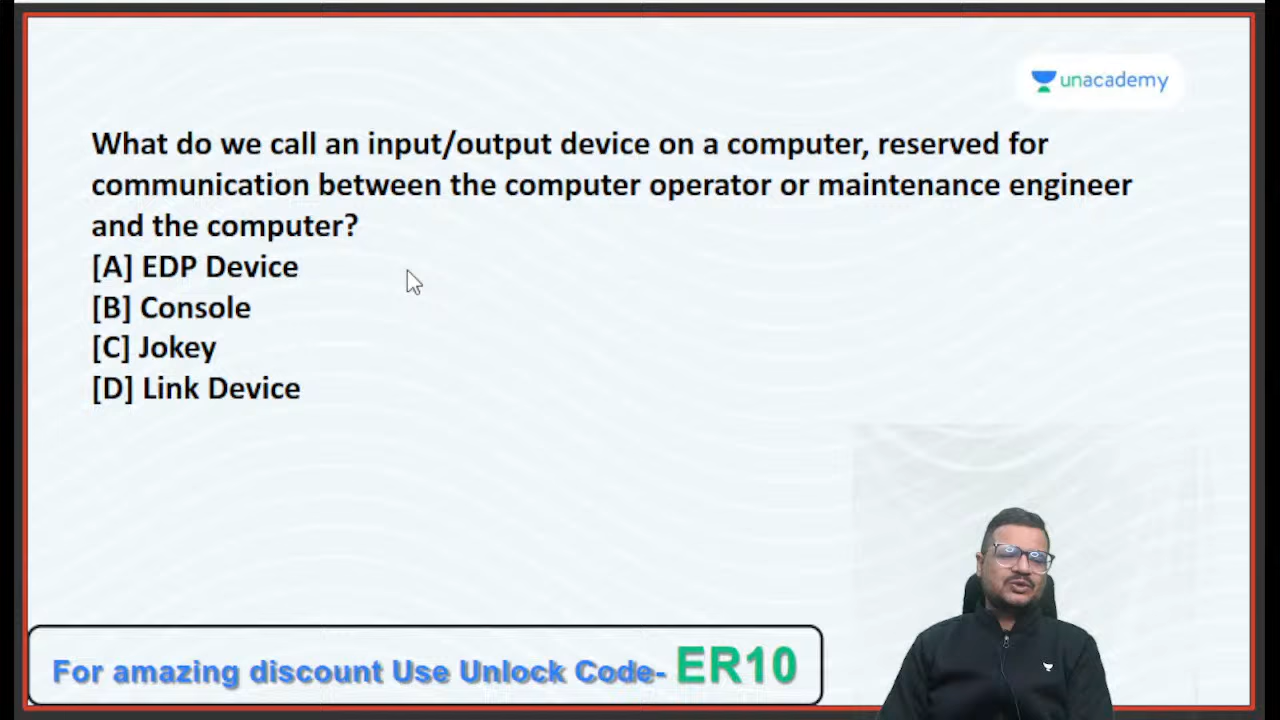 unacademy
What do we call an input/output device on a computer, reserved for
communication between the computer operator or maintenance engineer
and the computer?
[A] EDP Device
[B] Console
[C] Jokey
[D] Link Device
For amazing discount Use Unlock Code- ER10